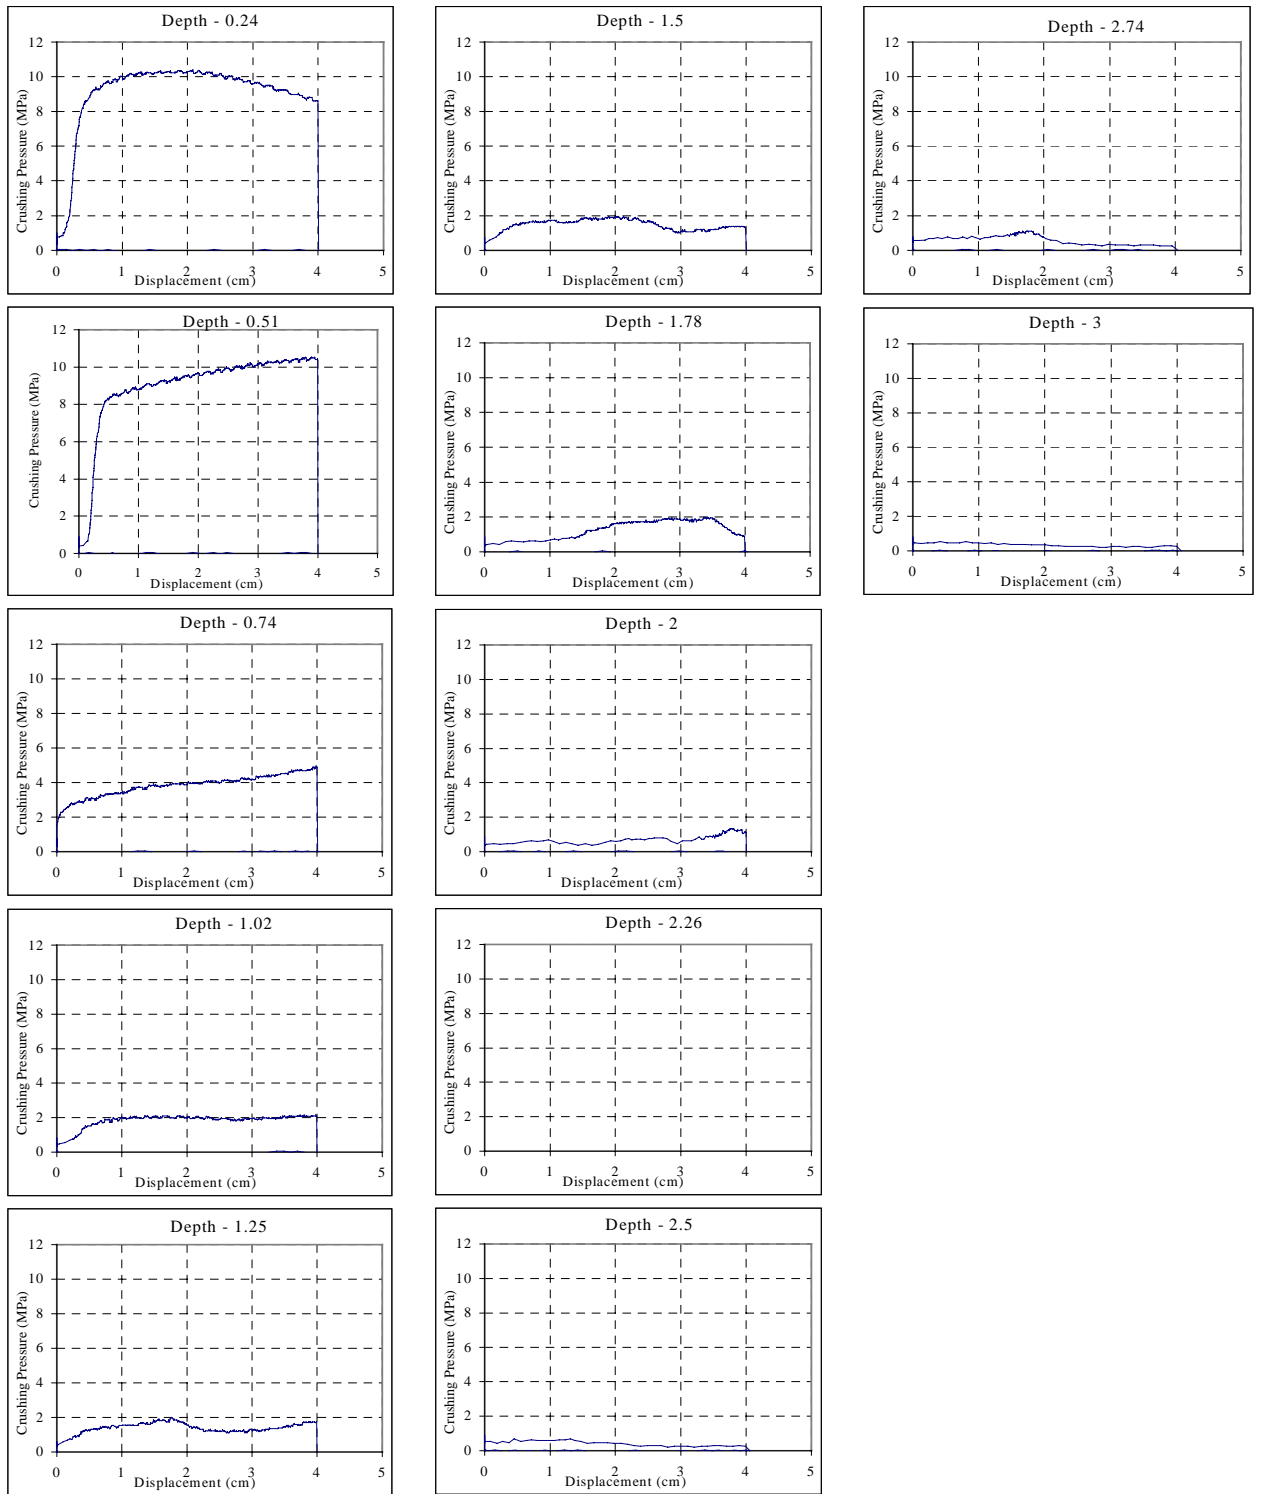 Depth - 0.24
Crushing Pressure (MPa)
12
10
8
6
4
2
0
0 1 2 3 4 5
Displacement (cm)
Depth - 0.51
Crushing Pressure (MPa)
12
10
8
6
4
2
0
0 1 2 3 4 5
Displacement (cm)
Depth - 0.74
Crushing Pressure (MPa)
12
10
8
6
4
2
0
0 1 2 3 4 5
Displacement (cm)
Depth - 1.02
Crushing Pressure (MPa)
12
10
8
6
4
2
0
0 1 2 3 4 5
Displacement (cm)
Depth - 1.25
Crushing Pressure (MPa)
12
10
8
6
4
2
0
0 1 2 3 4 5
Displacement (cm)
Depth - 1.5
Crushing Pressure (MPa)
12
10
8
6
4
2
0
0 1 2 3 4 5
Displacement (cm)
Depth - 1.78
Crushing Pressure (MPa)
12
10
8
6
4
2
0
0 1 2 3 4 5
Displacement (cm)
Depth - 2
Crushing Pressure (MPa)
12
10
8
6
4
2
0
0 1 2 3 4 5
Displacement (cm)
Depth - 2.26
Crushing Pressure (MPa)
12
10
8
6
4
2
0
0 1 2 3 4 5
Displacement (cm)
Depth - 2.5
Crushing Pressure (MPa)
12
10
8
6
4
2
0
0 1 2 3 4 5
Displacement (cm)
Depth - 2.74
Crushing Pressure (MPa)
12
10
8
6
4
2
0
0 1 2 3 4 5
Displacement (cm)
Depth - 3
Crushing Pressure (MPa)
12
10
8
6
4
2
0
0 1 2 3 4 5
Displacement (cm)